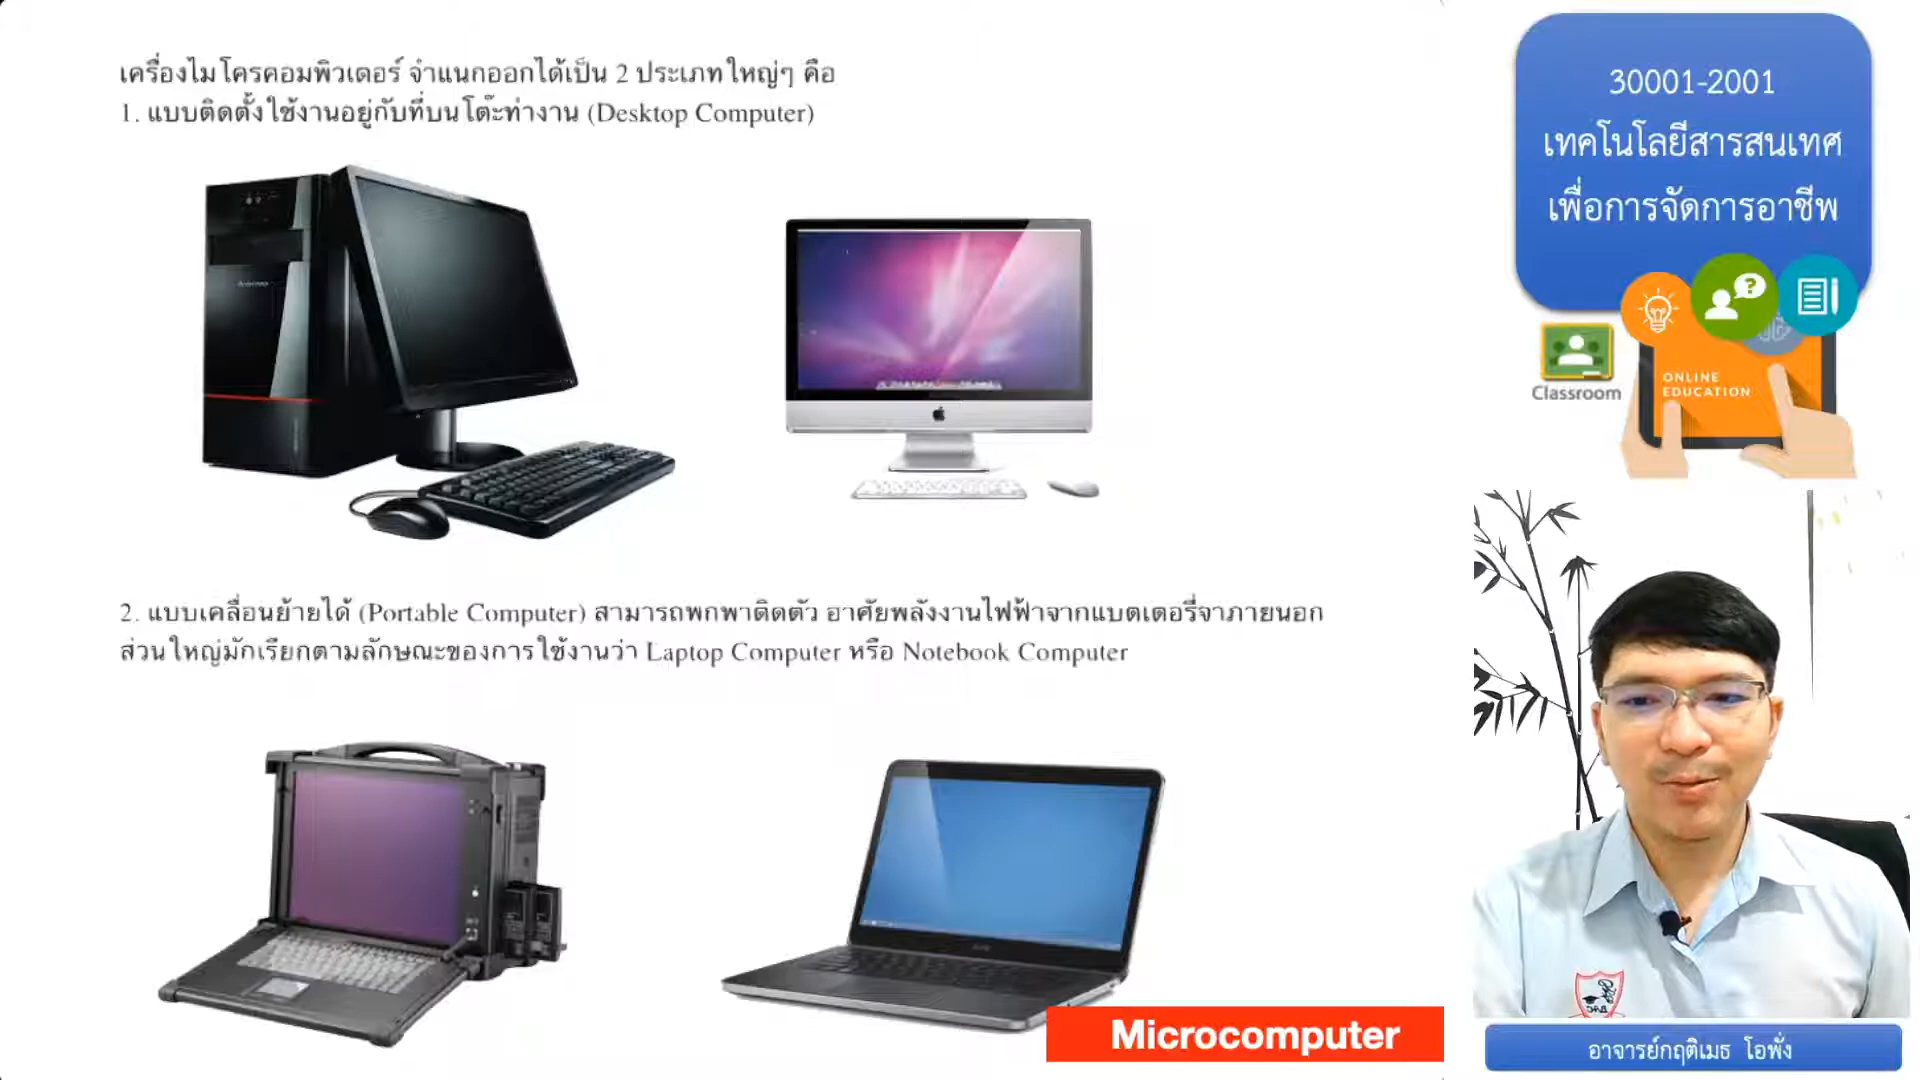 เครื่องไมโครคอมพิวเตอร์ จำแนกออกได้เป็น 2 ประเภทใหญ่ๆ คือ
1. แบบติดตั้งใช้งานอยู่กับที่บนโต๊ะทำงาน (Desktop Computer)
2. แบบเคลื่อนย้ายได้ (Portable Computer) สามารถพกพาติดตัว อาศัยพลังงานไฟฟ้าจากแบตเตอรี่จาภายนอก
ส่วนใหญ่มักเรียกตามลักษณะของการใช้งานว่า Laptop Computer หรือ Notebook Computer
Microcomputer
30001-2001
เทคโนโลยีสารสนเทศ
เพื่อการจัดการอาชีพ
Classroom
ONLINE
EDUCATION
อาจารย์กฤติเมธ โอพั่ง